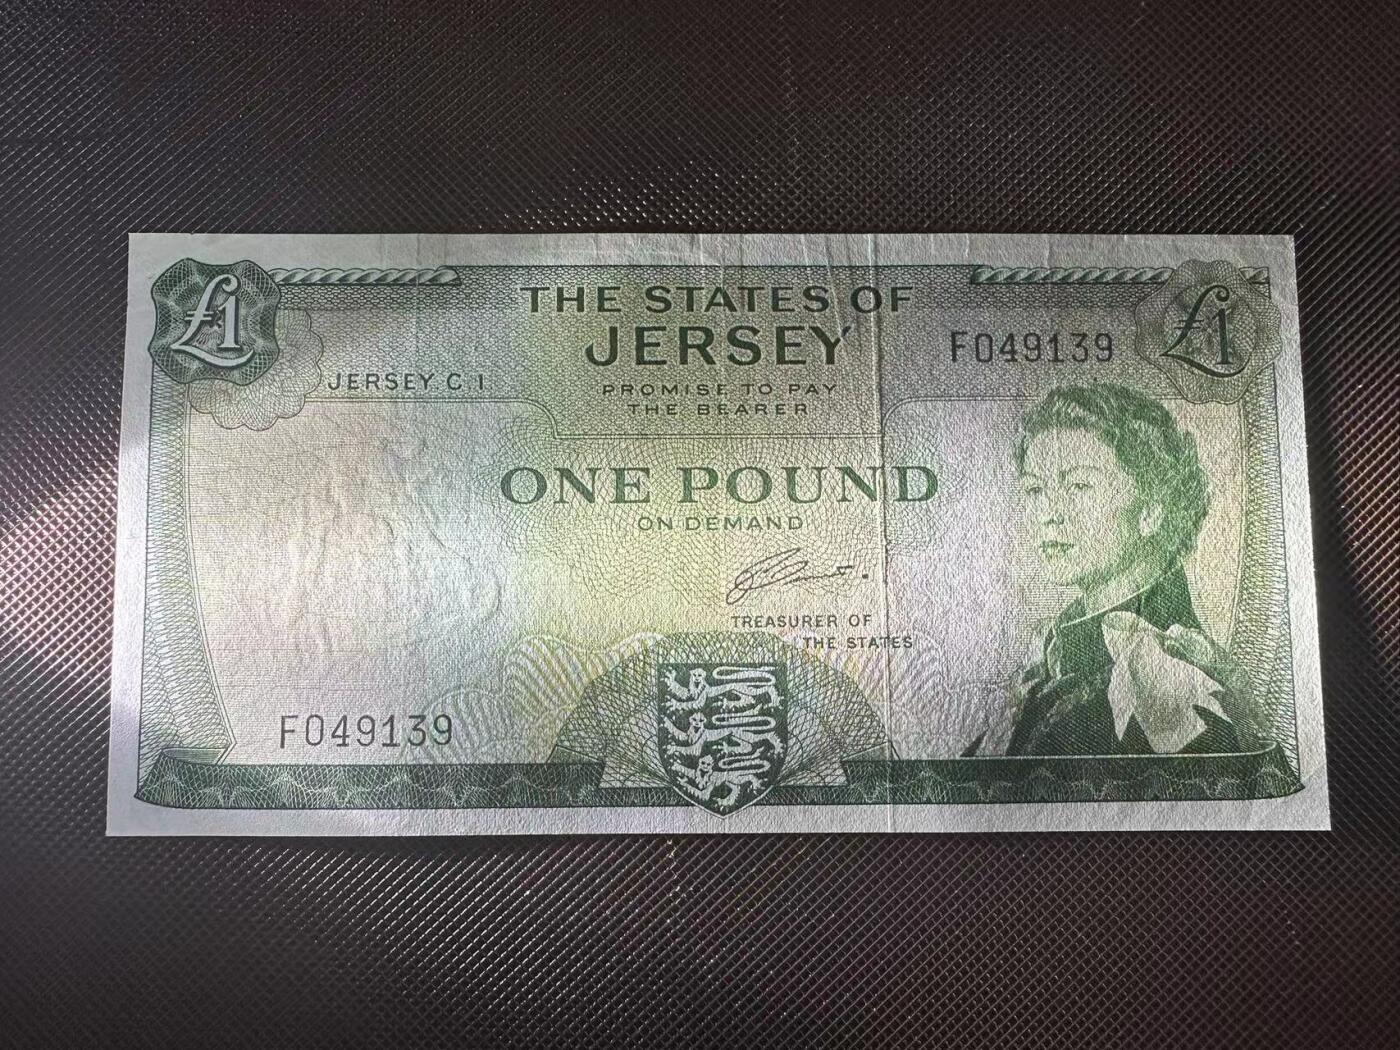 £1
£1
THE STATES OF
JERSEY
F049139
JERSEY C I
PROMISE TO PAY
THE BEARER
ONE POUND
ON DEMAND
TREASURER OF
THE STATES
F049139